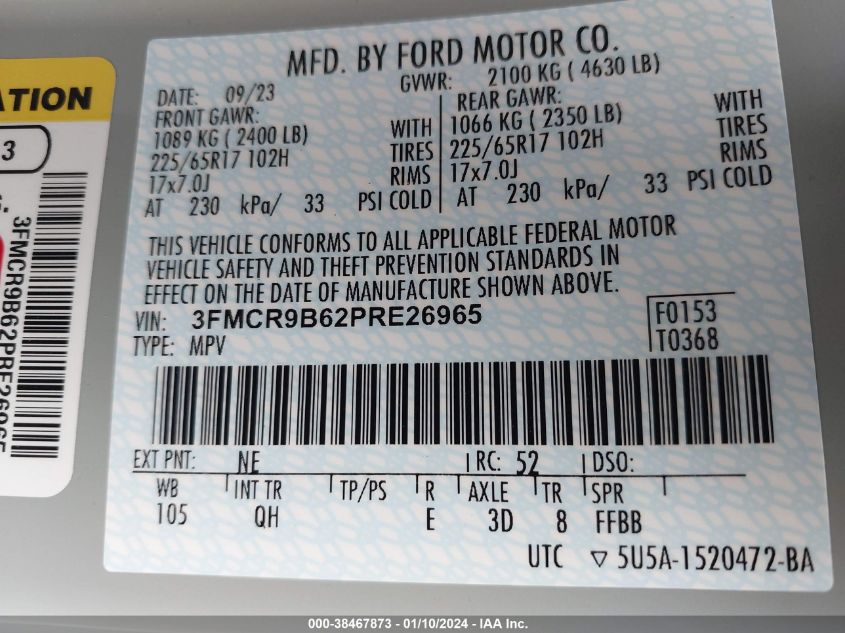 ATION
3
3FMCR9B62PRE26965
MFD. BY FORD MOTOR CO.
DATE: 09/23 GVWR: 2100 KG ( 4630 LB)
FRONT GAWR: REAR GAWR:
1089 KG ( 2400 LB) WITH 1066 KG ( 2350 LB) WITH
225/65R17 102H TIRES 225/65R17 102H TIRES
17x7.0J RIMS 17x7.0J RIMS
AT 230 kPa/ 33 PSI COLD AT 230 kPa/ 33 PSI COLD
THIS VEHICLE CONFORMS TO ALL APPLICABLE FEDERAL MOTOR
VEHICLE SAFETY AND THEFT PREVENTION STANDARDS IN
EFFECT ON THE DATE OF MANUFACTURE SHOWN ABOVE.
VIN: 3FMCR9B62PRE26965 F0153
TYPE: MPV T0368
EXT PNT: NE RC: 52 DSO:
WB INT TR TP/PS R AXLE TR SPR
105 QH E 3D 8 FFBB
UTC ▽ 5U5A-1520472-BA
000-38467873 - 01/10/2024 - IAA Inc.